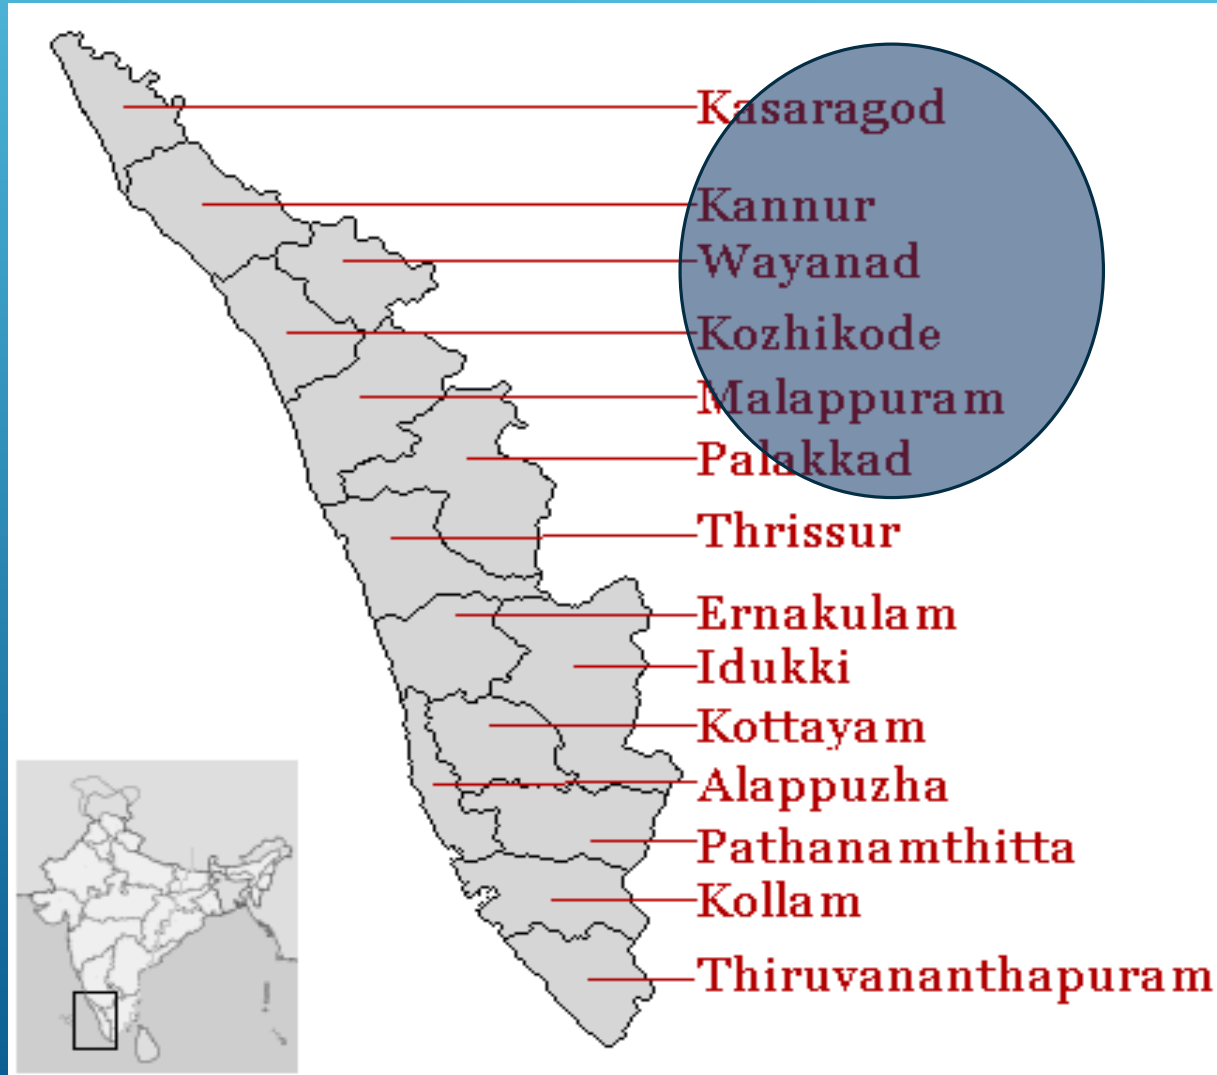 Kasaragod
Kannur
Wayanad
Kozhikode
Malappuram
Palakkad
Thrissur
Ernakulam
Idukki
Kottayam
Alappuzha
Pathanamthitta
Kollam
Thiruvananthapuram